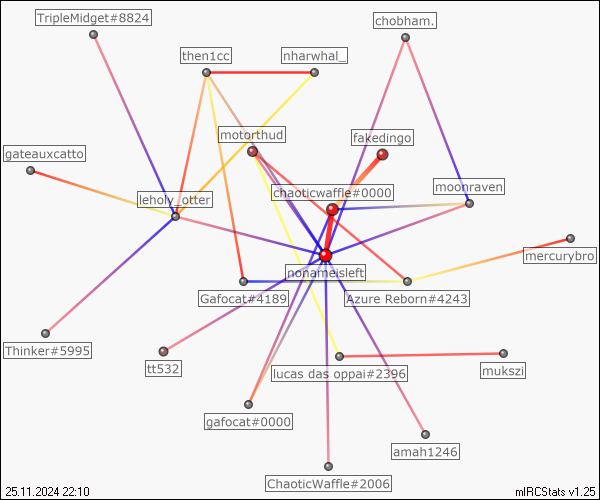 TripleMidget#8824
chobham.
then1cc
nharwhal_
motorthud
fakedingo
gateauxcatto
chaoticwaffle#0000
moonraven
leholy_otter
mercurybro
nonameisleft
Gafocat#4189
Azure Reborn#4243
Thinker#5995
tt532
lucas das oppai#2396
mukszi
gafocat#0000
amah1246
ChaoticWaffle#2006
25.11.2024 22:10
mIRCStats v1.25